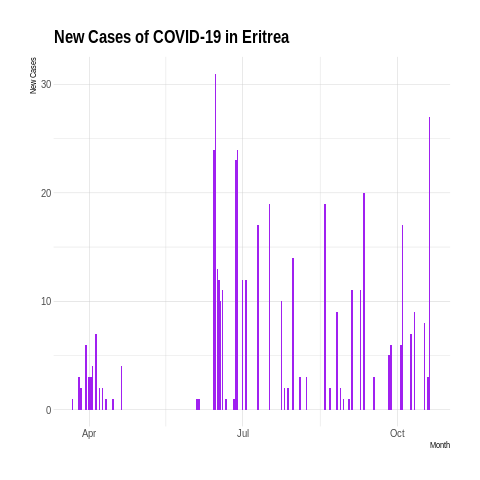 New Cases of COVID-19 in Eritrea
New Cases
30
20
10
0
Apr
Jul
Oct
Month